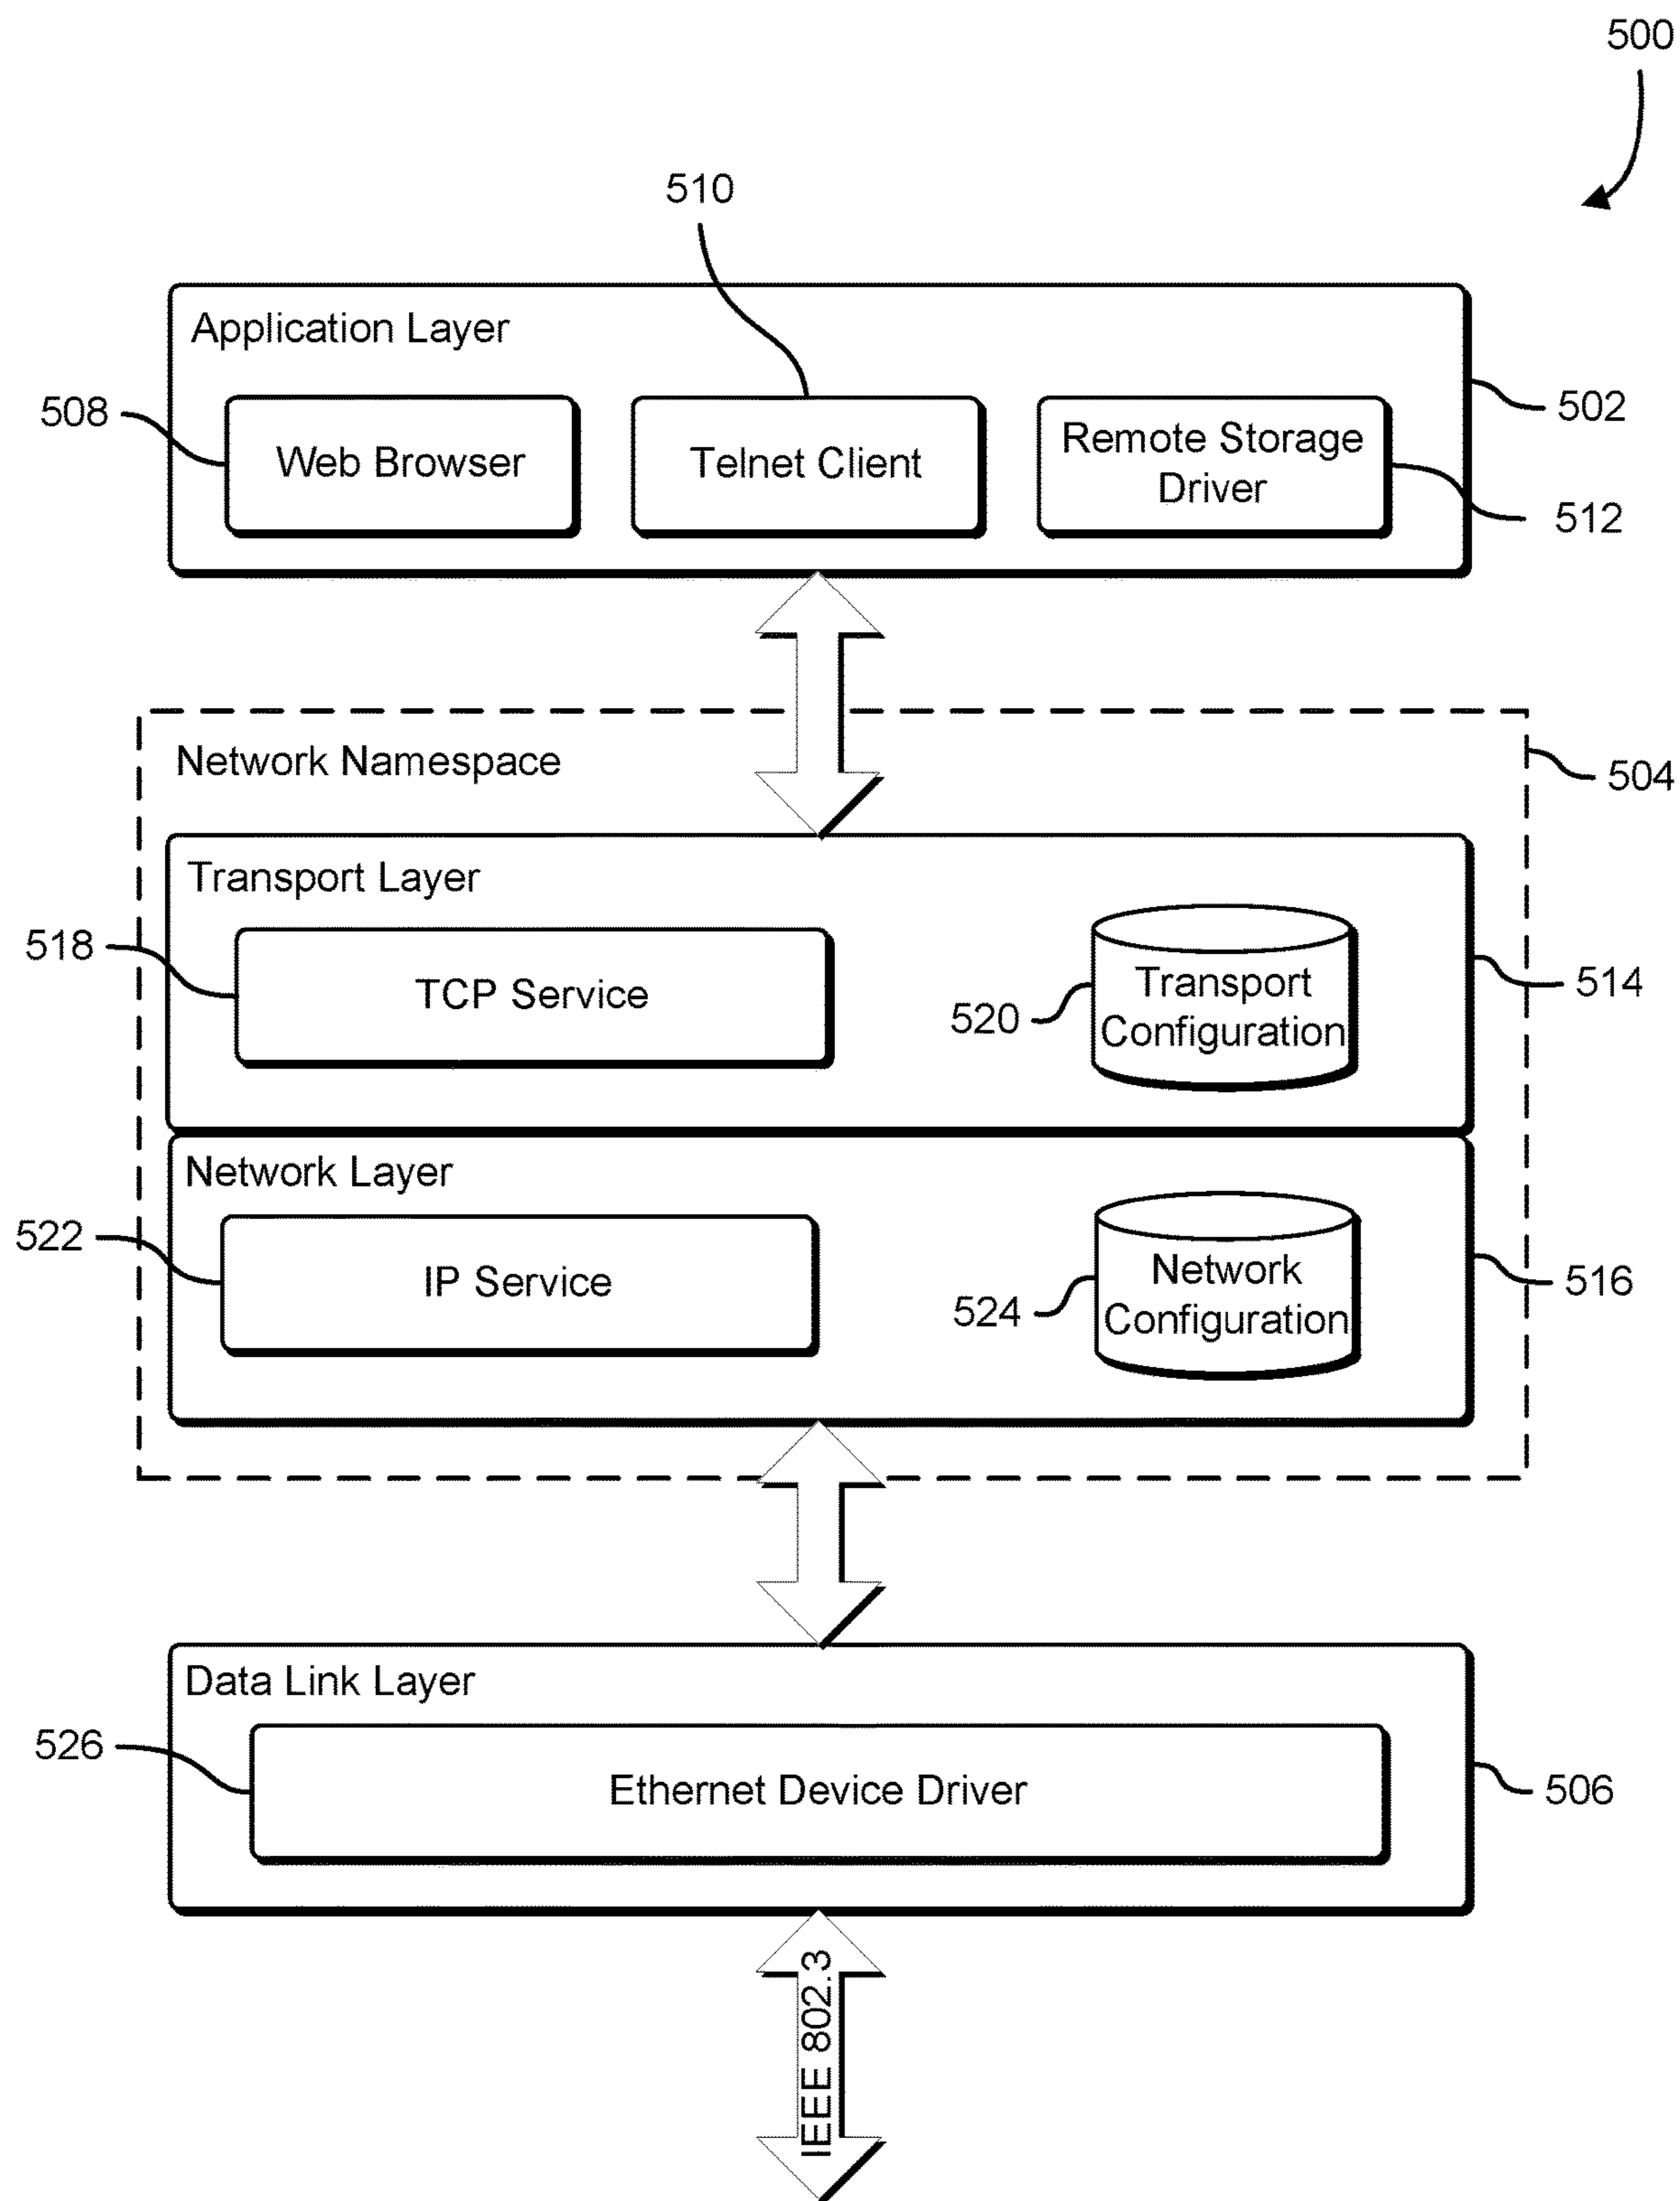 500
510
Application Layer
508
502
Web Browser
Telnet Client
Remote Storage
Driver
512
Network Namespace
504
Transport Layer
518
TCP Service
520
Transport
Configuration
514
Network Layer
522
IP Service
524
Network
Configuration
516
Data Link Layer
526
Ethernet Device Driver
506
IEEE 802.3